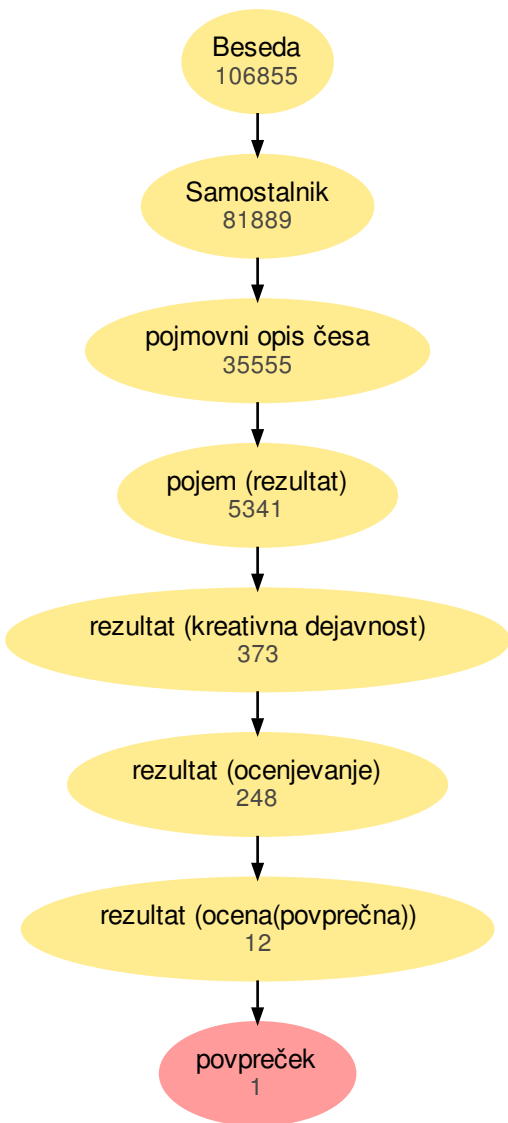 Beseda
106855
Samostalnik
81889
pojmovni opis česa
35555
pojem (rezultat)
5341
rezultat (kreativna dejavnost)
373
rezultat (ocenjevanje)
248
rezultat (ocena(povprečna))
12
povpreček
1